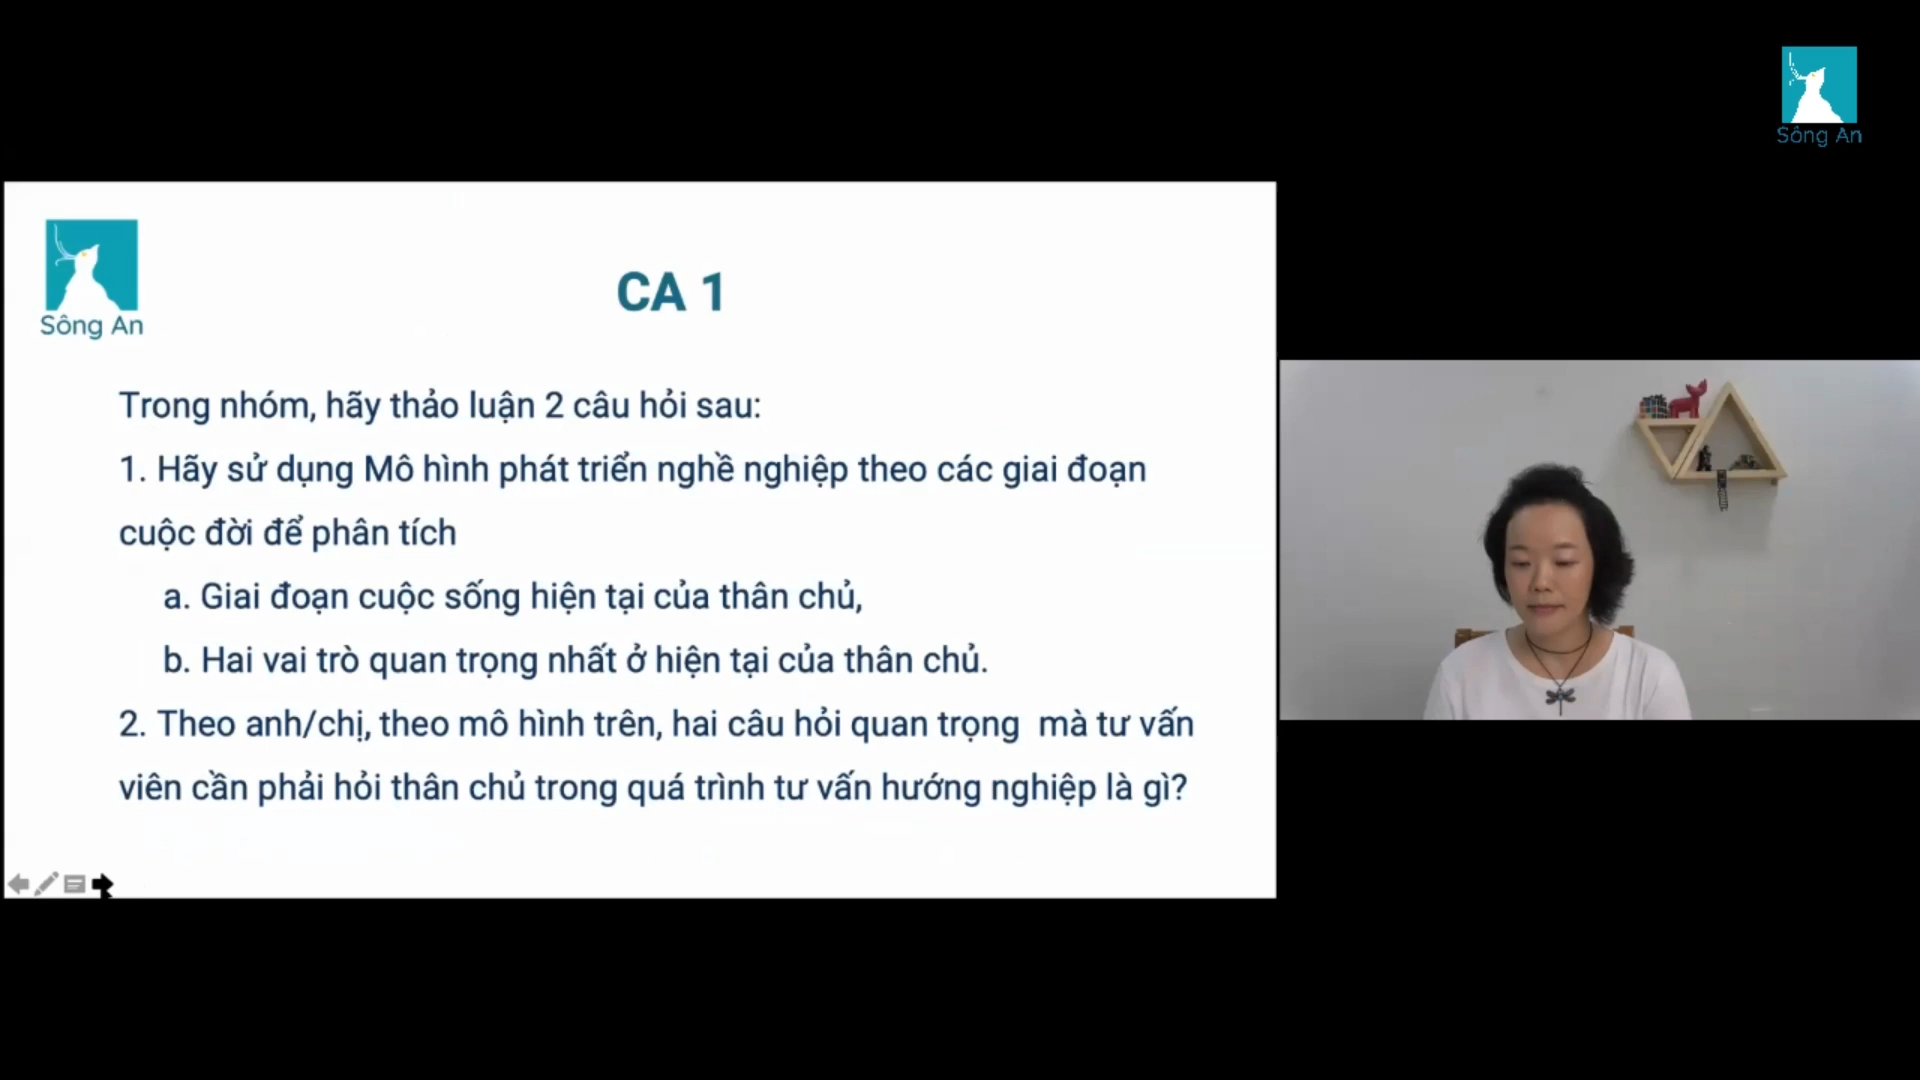 Sông An
Sông An
CA 1
Trong nhóm, hãy thảo luận 2 câu hỏi sau:
1. Hãy sử dụng Mô hình phát triển nghề nghiệp theo các giai đoạn
cuộc đời để phân tích
a. Giai đoạn cuộc sống hiện tại của thân chủ,
b. Hai vai trò quan trọng nhất ở hiện tại của thân chủ.
2. Theo anh/chị, theo mô hình trên, hai câu hỏi quan trọng  mà tư vấn
viên cần phải hỏi thân chủ trong quá trình tư vấn hướng nghiệp là gì?